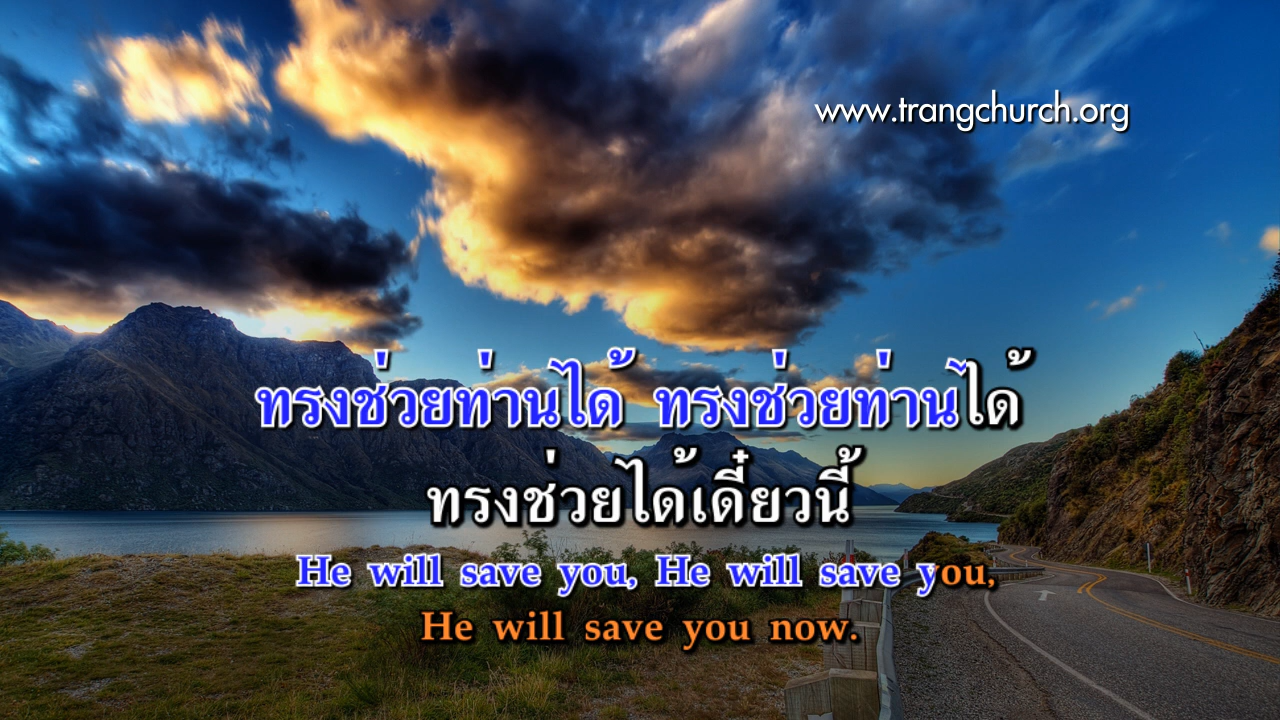 www.trangchurch.org
ทรงช่วยท่านได้ ทรงช่วยท่านได้
ทรงช่วยได้เดี๋ยวนี้
He will save you, He will save you,
He will save you now.